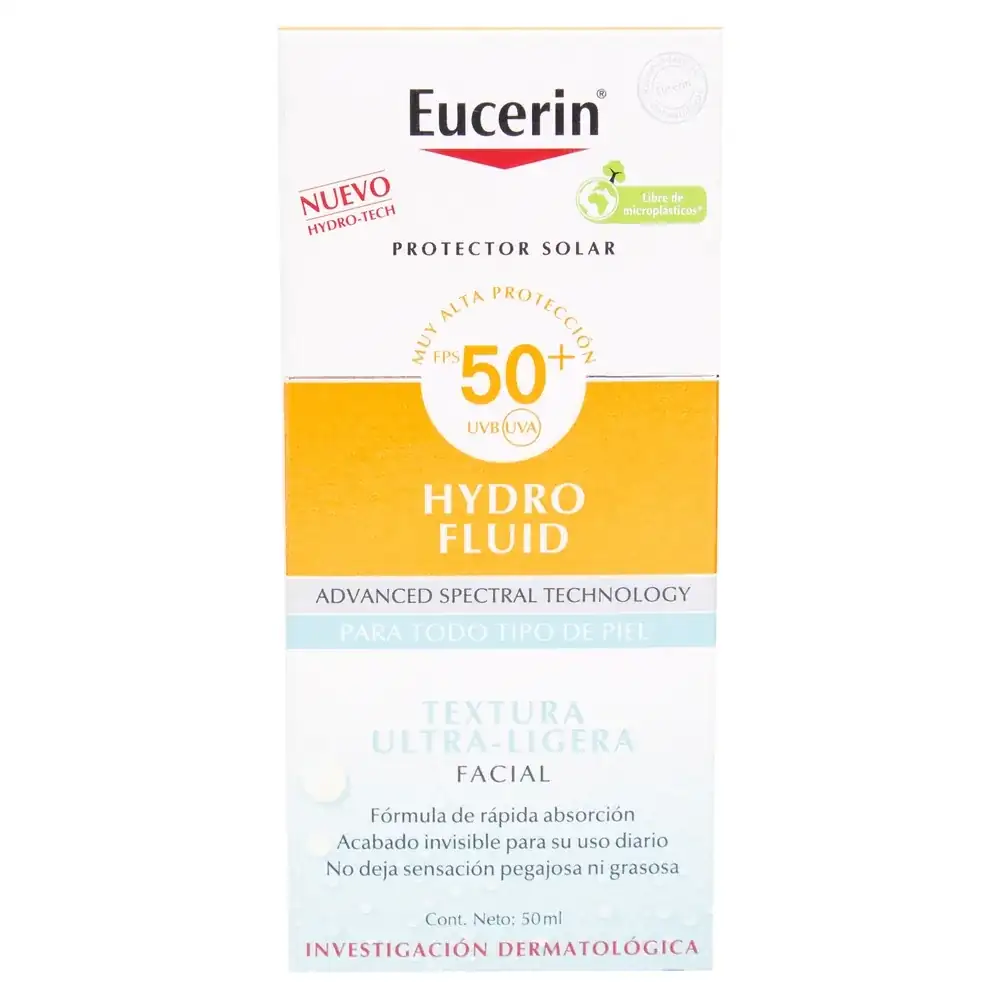 Eucerin®
NUEVO
HYDRO-TECH
Libre de
microplásticos*
PROTECTOR SOLAR
MUY ALTA PROTECCIÓN
FPS 50+
UVB UVA
HYDRO
FLUID
ADVANCED SPECTRAL TECHNOLOGY
PARA TODO TIPO DE PIEL
TEXTURA
ULTRA-LIGERA
FACIAL
Fórmula de rápida absorción
Acabado invisible para su uso diario
No deja sensación pegajosa ni grasosa
Cont. Neto: 50ml
INVESTIGACIÓN DERMATOLÓGICA